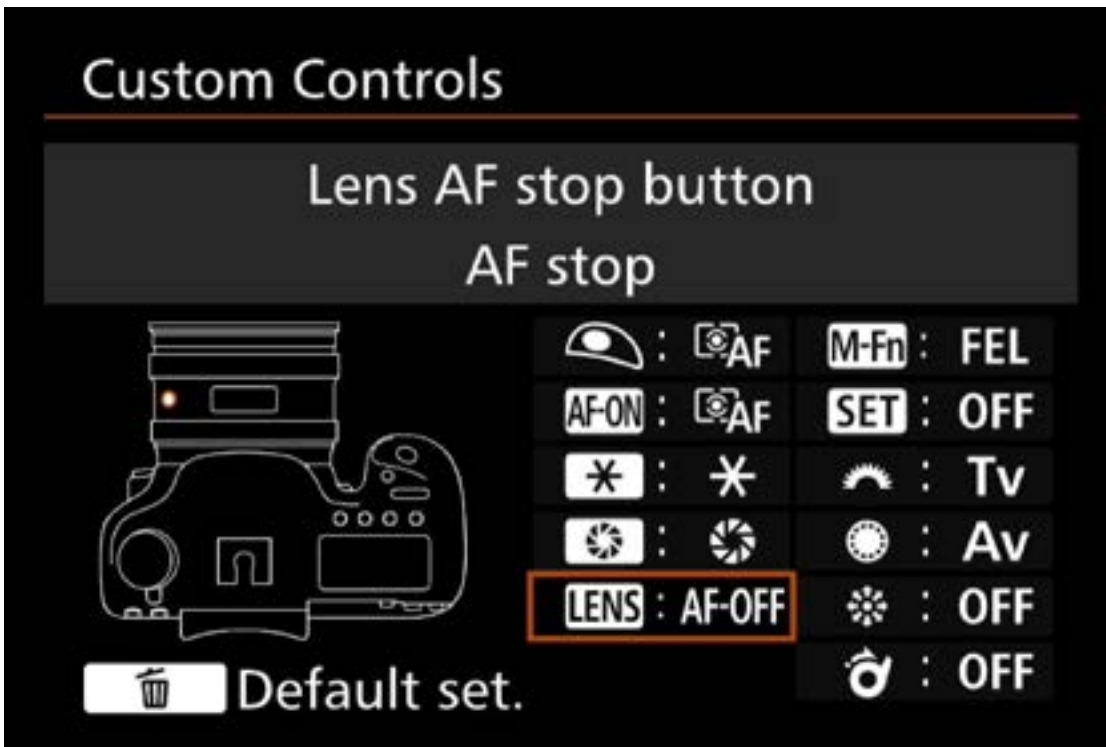 Custom Controls
Lens AF stop button
AF stop
: AF
M-Fn : FEL
AF-ON : AF
SET : OFF
:
: Tv
:
: Av
LENS : AF-OFF
: OFF
: OFF
Default set.